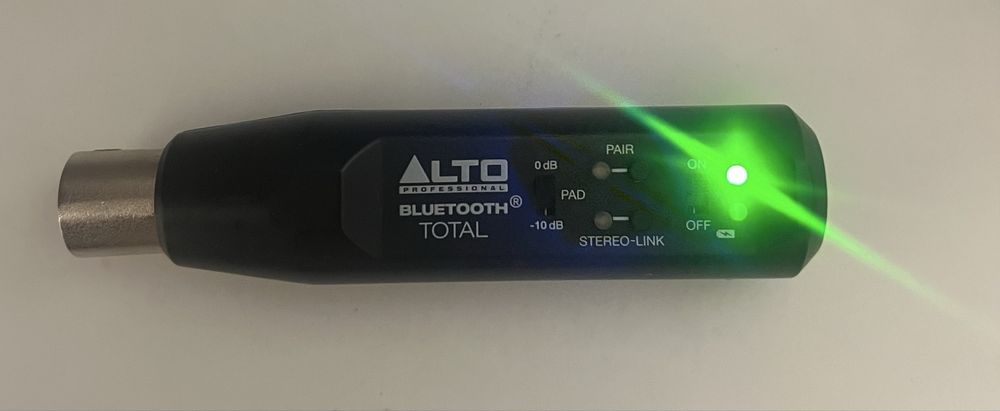 ALTO
PROFESSIONAL
BLUETOOTH®
TOTAL
0 dB
PAD
-10 dB
PAIR
STEREO-LINK
ON
OFF